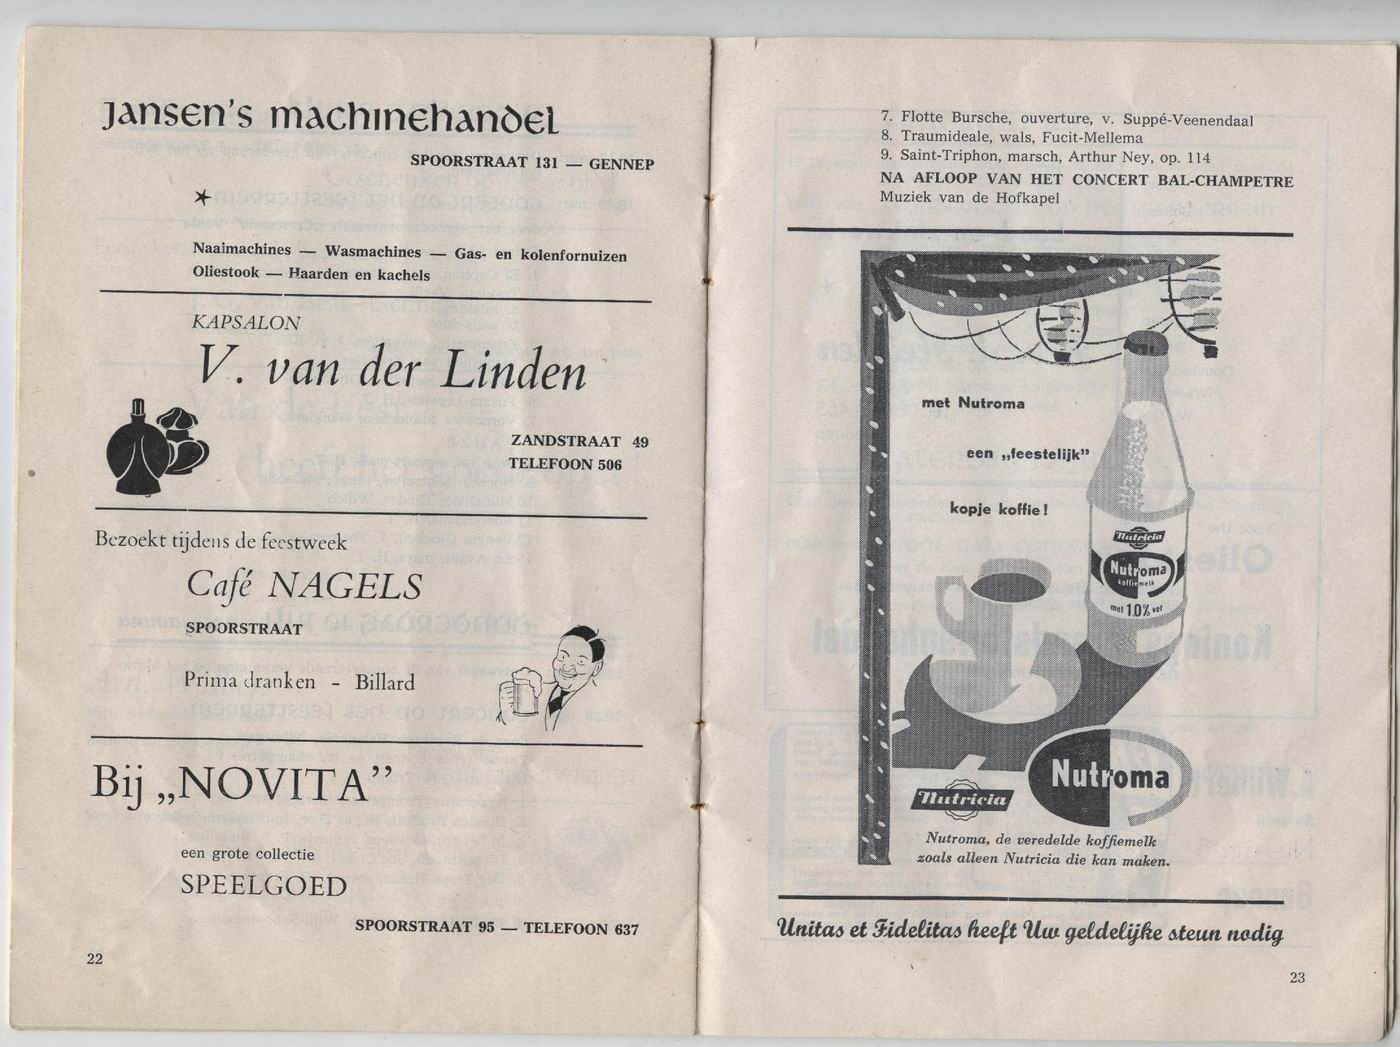 Jansen's machinehandel
SPOORSTRAAT 131 — GENNEP
Naaimachines — Wasmachines — Gas- en kolenfornuizen
Oliestook — Haarden en kachels
KAPSALON
V. van der Linden
ZANDSTRAAT 49
TELEFOON 506
Bezoekt tijdens de feestweek
Café NAGELS
SPOORSTRAAT
Prima dranken - Billard
Bij „NOVITA”
een grote collectie
SPEELGOED
SPOORSTRAAT 95 — TELEFOON 637
22
7. Flotte Bursche, ouverture, v. Suppé-Veenendaal
8. Traumideale, wals, Fucit-Mellema
9. Saint-Triphon, marsch, Arthur Ney, op. 114
NA AFLOOP VAN HET CONCERT BAL-CHAMPETRE
Muziek van de Hofkapel
met Nutroma
een „feestelijk”
kopje koffie!
Nutricia
Nutroma
koffiemelk
met 10% vet
Nutroma
Nutricia
Nutroma, de veredelde koffiemelk
zoals alleen Nutricia die kan maken.
Unitas et Fidelitas heeft Uw geldelijke steun nodig
23